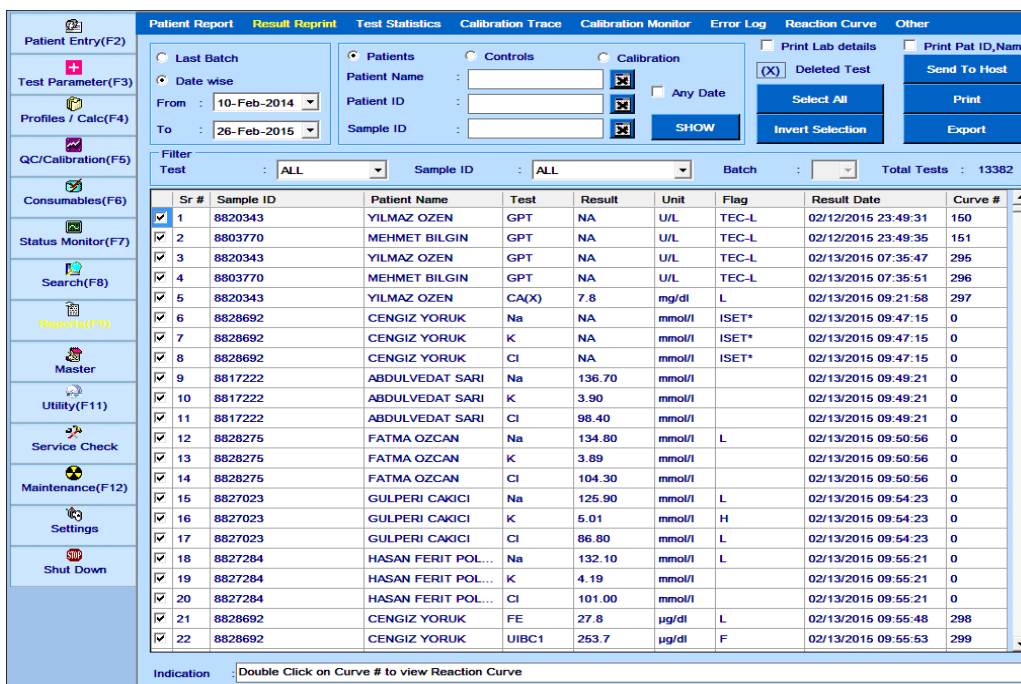 Patient Entry(F2)
Test Parameter(F3)
Profiles / Calc(F4)
QC/Calibration(F5)
Consumables(F6)
Status Monitor(F7)
Search(F8)
Reports(F9)
Master
Utility(F11)
Service Check
Maintenance(F12)
Settings
STOP
Shut Down
Patient Report Result Reprint Test Statistics Calibration Trace Calibration Monitor Error Log Reaction Curve Other
Last Batch
Date wise
From : 10-Feb-2014
To : 26-Feb-2015
Patients Controls Calibration
Patient Name :
Patient ID :
Sample ID :
Any Date
SHOW
Print Lab details Print Pat ID,Nam
(X) Deleted Test Send To Host
Select All Print
Invert Selection Export
Filter
Test : ALL Sample ID : ALL Batch : Total Tests : 13382
Sr # Sample ID Patient Name Test Result Unit Flag Result Date Curve #
1 8820343 YILMAZ OZEN GPT NA U/L TEC-L 02/12/2015 23:49:31 150
2 8803770 MEHMET BILGIN GPT NA U/L TEC-L 02/12/2015 23:49:35 151
3 8820343 YILMAZ OZEN GPT NA U/L TEC-L 02/13/2015 07:35:47 295
4 8803770 MEHMET BILGIN GPT NA U/L TEC-L 02/13/2015 07:35:51 296
5 8820343 YILMAZ OZEN CA(X) 7.8 mg/dl L 02/13/2015 09:21:58 297
6 8828692 CENGIZ YORUK Na NA mmol/l ISET* 02/13/2015 09:47:15 0
7 8828692 CENGIZ YORUK K NA mmol/l ISET* 02/13/2015 09:47:15 0
8 8828692 CENGIZ YORUK Cl NA mmol/l ISET* 02/13/2015 09:47:15 0
9 8817222 ABDULVEDAT SARI Na 136.70 mmol/l 02/13/2015 09:49:21 0
10 8817222 ABDULVEDAT SARI K 3.90 mmol/l 02/13/2015 09:49:21 0
11 8817222 ABDULVEDAT SARI Cl 98.40 mmol/l 02/13/2015 09:49:21 0
12 8828275 FATMA OZCAN Na 134.80 mmol/l L 02/13/2015 09:50:56 0
13 8828275 FATMA OZCAN K 3.89 mmol/l 02/13/2015 09:50:56 0
14 8828275 FATMA OZCAN Cl 104.30 mmol/l 02/13/2015 09:50:56 0
15 8827023 GULPERI CAKICI Na 125.90 mmol/l L 02/13/2015 09:54:23 0
16 8827023 GULPERI CAKICI K 5.01 mmol/l H 02/13/2015 09:54:23 0
17 8827023 GULPERI CAKICI Cl 86.80 mmol/l L 02/13/2015 09:54:23 0
18 8827284 HASAN FERIT POL... Na 132.10 mmol/l L 02/13/2015 09:55:21 0
19 8827284 HASAN FERIT POL... K 4.19 mmol/l 02/13/2015 09:55:21 0
20 8827284 HASAN FERIT POL... Cl 101.00 mmol/l 02/13/2015 09:55:21 0
21 8828692 CENGIZ YORUK FE 27.8 µg/dl L 02/13/2015 09:55:48 298
22 8828692 CENGIZ YORUK UIBC1 253.7 µg/dl F 02/13/2015 09:55:53 299
Indication : Double Click on Curve # to view Reaction Curve